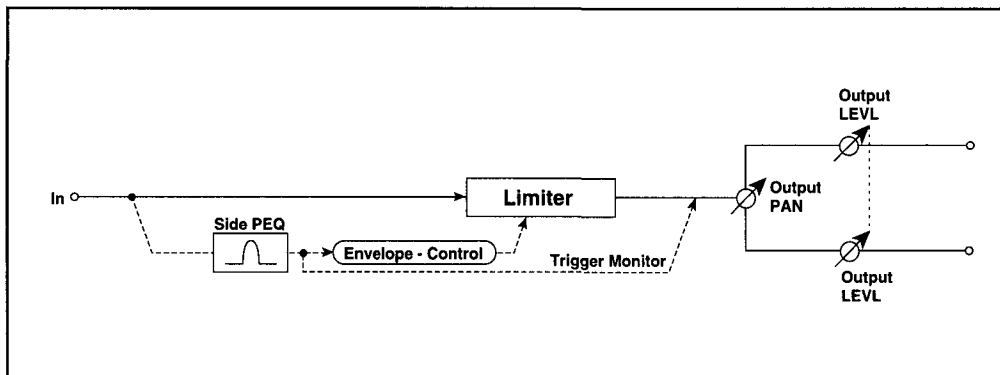 Output
LEVL
In
Limiter
Output
PAN
Side PEQ
Envelope - Control
Trigger Monitor
Output
LEVL